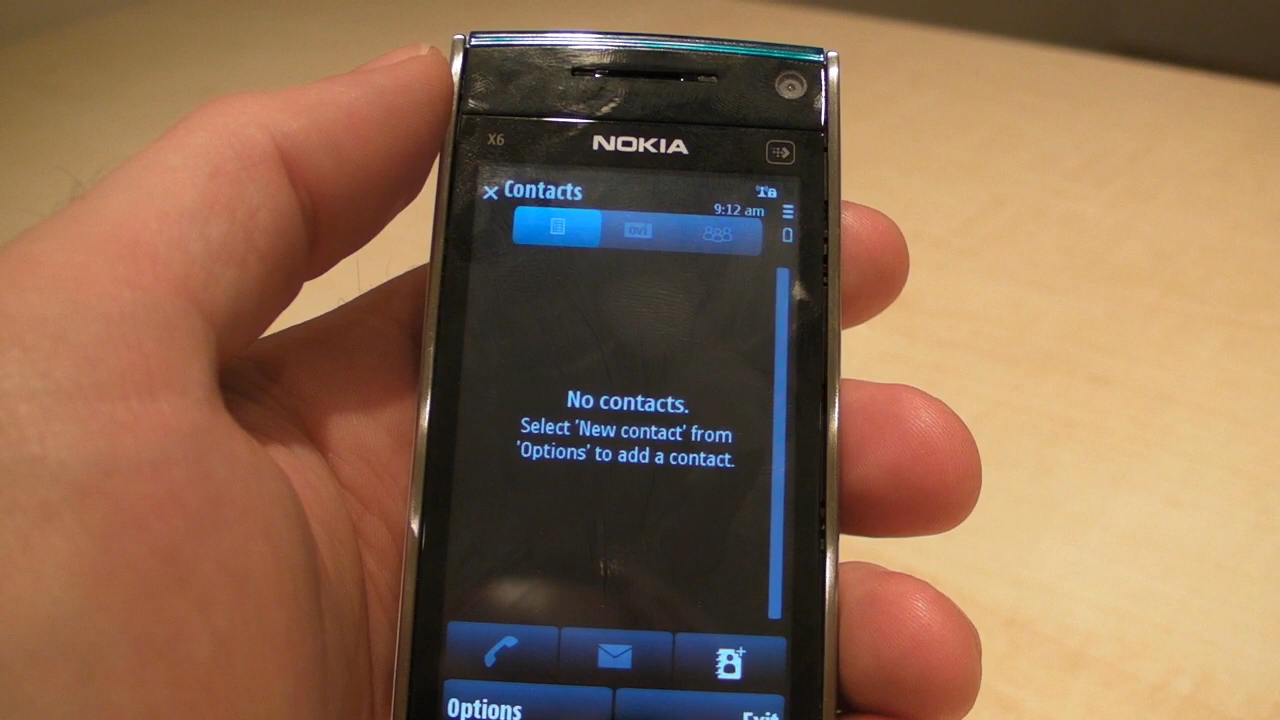 X6
NOKIA
Contacts
9:12 am
ovi
No contacts.
Select 'New contact' from
'Options' to add a contact.
Options
Exit